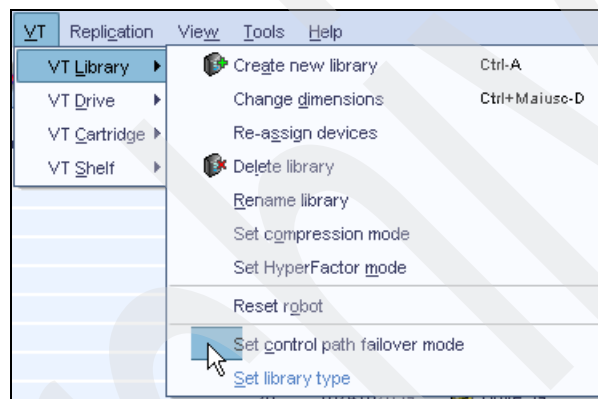 VT Replication View Tools Help
VT Library
VT Drive
VT Cartridge
VT Shelf
Create new library Ctrl-A
Change dimensions Ctrl+Maiusc-D
Re-assign devices
Delete library
Rename library
Set compression mode
Set HyperFactor mode
Reset robot
Set control path failover mode
Set library type